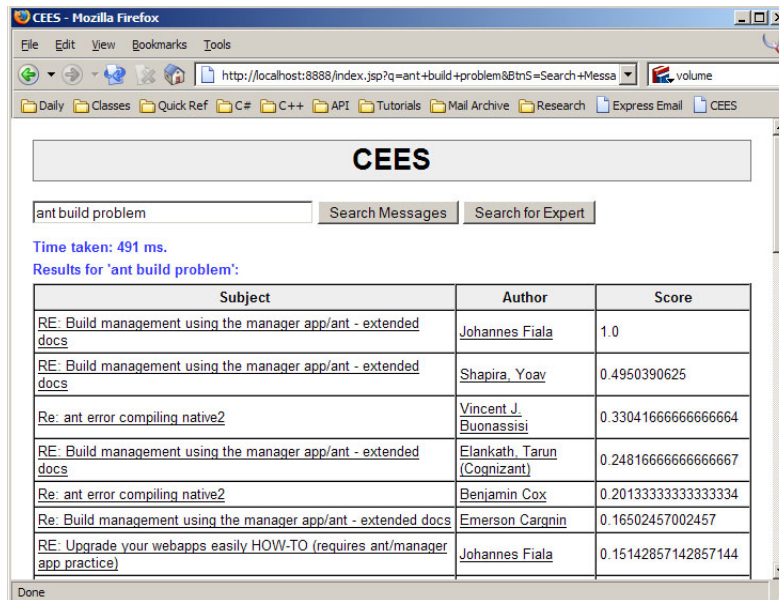 CEES - Mozilla Firefox
File Edit View Bookmarks Tools
http://localhost:8888/index.jsp?q=ant+build+problem&BtnS=Search+Messa
volume
Daily Classes Quick Ref C# C++ API Tutorials Mail Archive Research Express Email CEES
CEES
ant build problem Search Messages Search for Expert
Time taken: 491 ms.
Results for 'ant build problem':
Subject Author Score
RE: Build management using the manager app/ant - extended
docs
Johannes Fiala
1.0
RE: Build management using the manager app/ant - extended
docs
Shapira, Yoav
0.4950390625
Re: ant error compiling native2
Vincent J.
Buonassisi
0.33041666666666664
RE: Build management using the manager app/ant - extended
docs
Elankath, Tarun
(Cognizant)
0.24816666666666667
Re: ant error compiling native2
Benjamin Cox
0.20133333333333334
Re: Build management using the manager app/ant - extended docs
Emerson Cargnin
0.16502457002457
RE: Upgrade your webapps easily HOW-TO (requires ant/manager
app practice)
Johannes Fiala
0.15142857142857144
Done